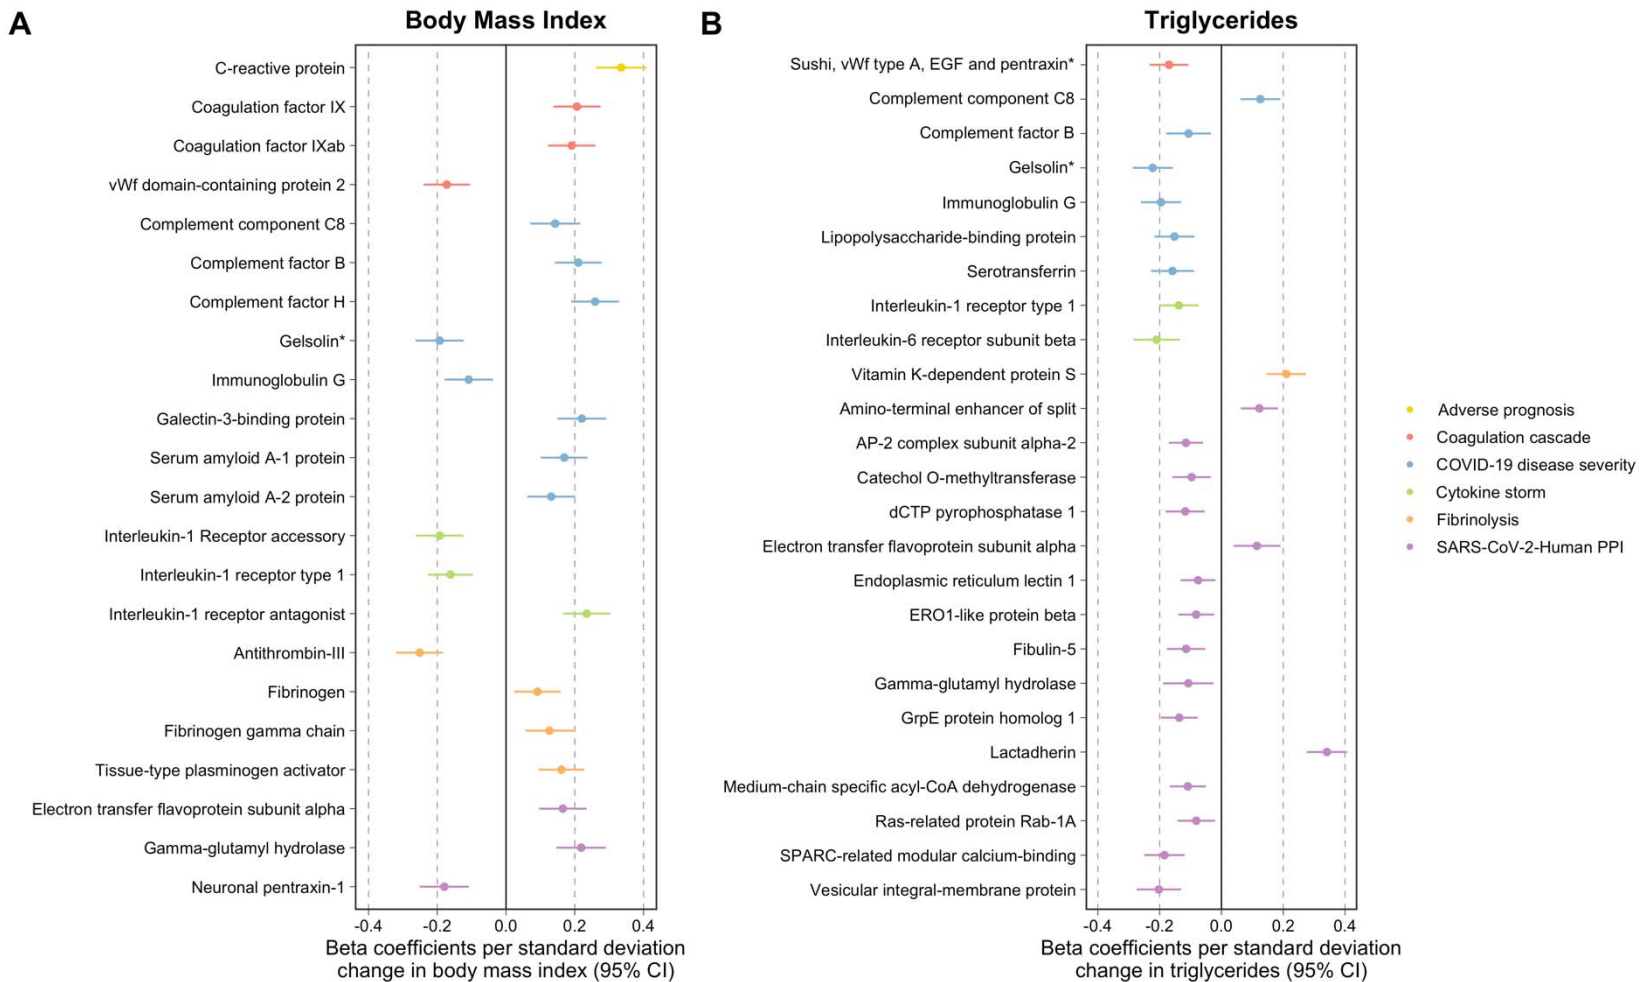 A
Body Mass Index
C-reactive protein
Coagulation factor IX
Coagulation factor IXab
vWf domain-containing protein 2
Complement component C8
Complement factor B
Complement factor H
Gelsolin*
Immunoglobulin G
Galectin-3-binding protein
Serum amyloid A-1 protein
Serum amyloid A-2 protein
Interleukin-1 Receptor accessory
Interleukin-1 receptor type 1
Interleukin-1 receptor antagonist
Antithrombin-III
Fibrinogen
Fibrinogen gamma chain
Tissue-type plasminogen activator
Electron transfer flavoprotein subunit alpha
Gamma-glutamyl hydrolase
Neuronal pentraxin-1
-0.4 -0.2 0.0 0.2 0.4
Beta coefficients per standard deviation
change in body mass index (95% CI)
B
Triglycerides
Sushi, vWf type A, EGF and pentraxin*
Complement component C8
Complement factor B
Gelsolin*
Immunoglobulin G
Lipopolysaccharide-binding protein
Serotransferrin
Interleukin-1 receptor type 1
Interleukin-6 receptor subunit beta
Vitamin K-dependent protein S
Amino-terminal enhancer of split
AP-2 complex subunit alpha-2
Catechol O-methyltransferase
dCTP pyrophosphatase 1
Electron transfer flavoprotein subunit alpha
Endoplasmic reticulum lectin 1
ERO1-like protein beta
Fibulin-5
Gamma-glutamyl hydrolase
GrpE protein homolog 1
Lactadherin
Medium-chain specific acyl-CoA dehydrogenase
Ras-related protein Rab-1A
SPARC-related modular calcium-binding
Vesicular integral-membrane protein
-0.4 -0.2 0.0 0.2 0.4
Beta coefficients per standard deviation
change in triglycerides (95% CI)
Adverse prognosis
Coagulation cascade
COVID-19 disease severity
Cytokine storm
Fibrinolysis
SARS-CoV-2-Human PPI